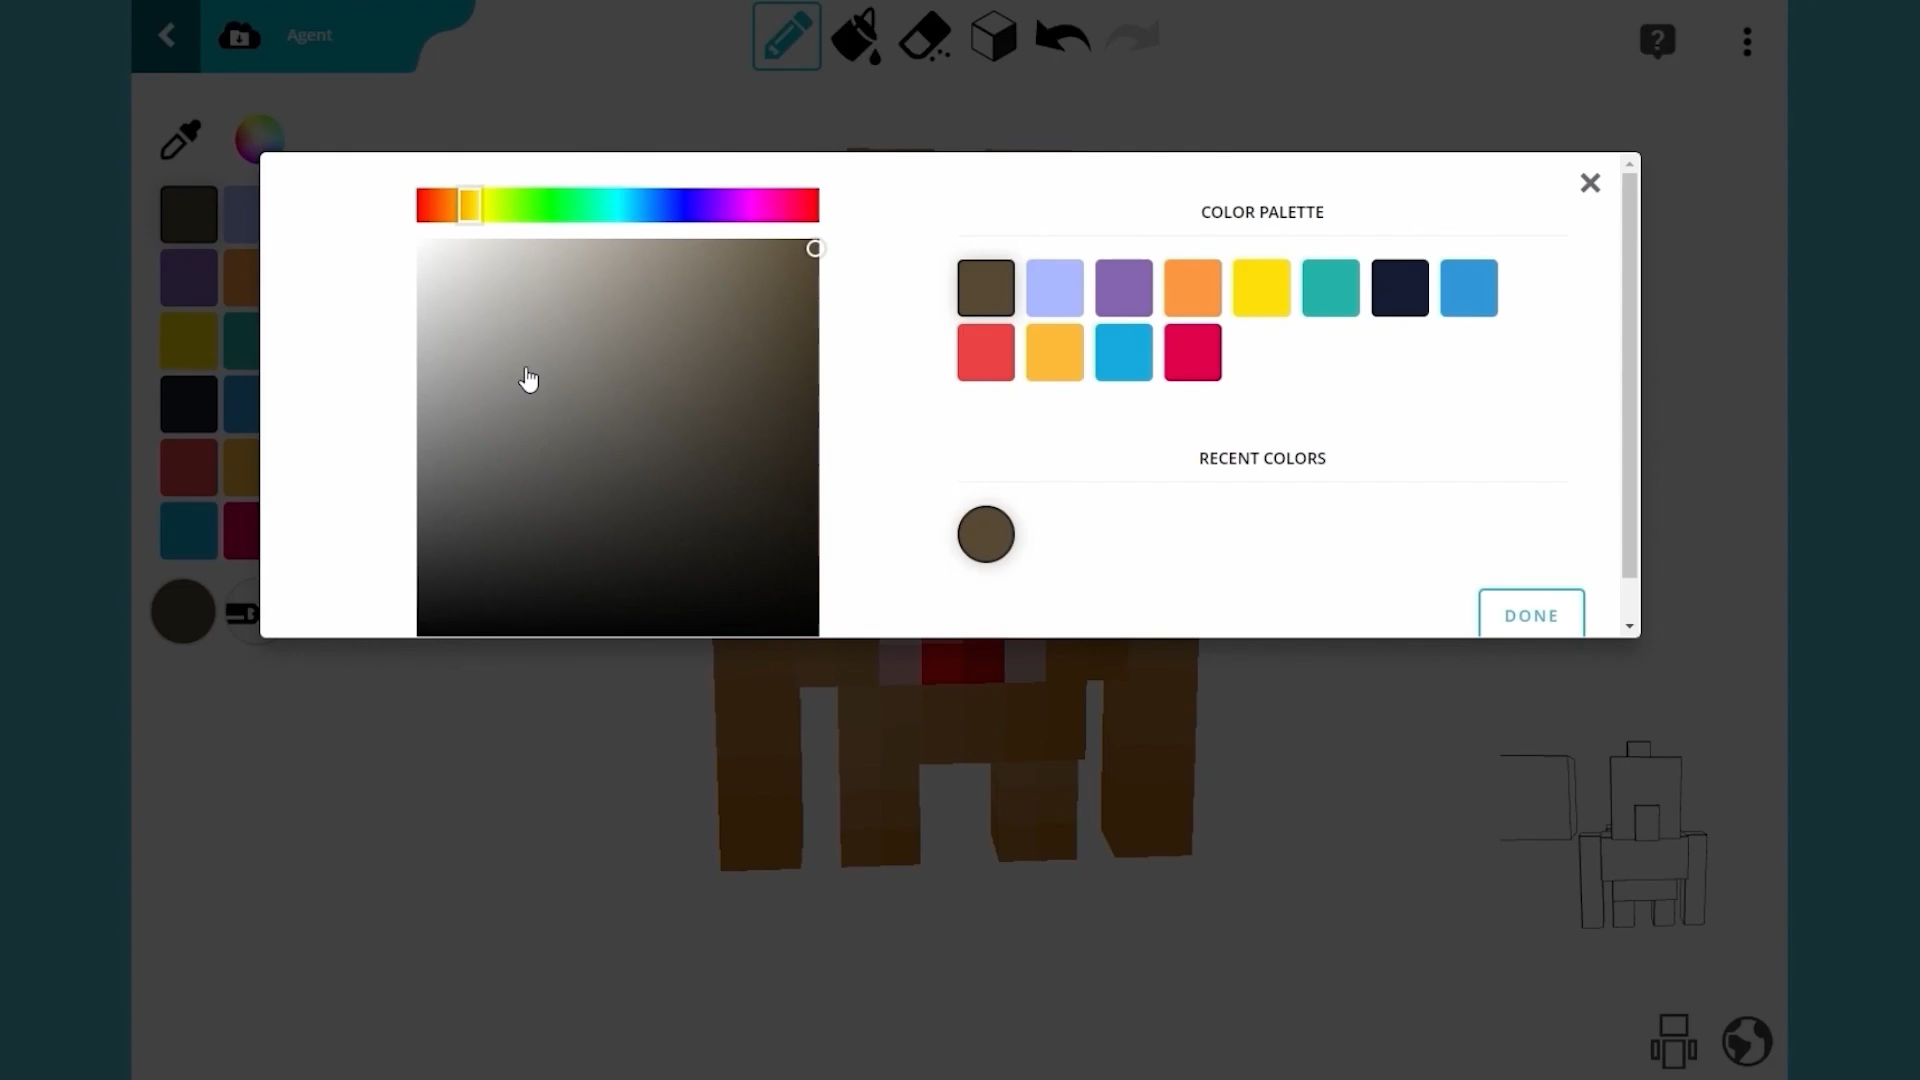 Agent
?
COLOR PALETTE
RECENT COLORS
DONE